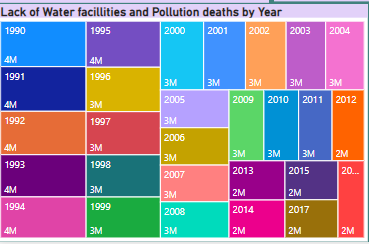 Lack of Water facillities and Pollution deaths by Year
1990
4M
1991
4M
1992
4M
1993
4M
1994
4M
1995
4M
1996
3M
1997
3M
1998
3M
1999
3M
2000
3M
2001
3M
2002
3M
2003
3M
2004
3M
2005
3M
2006
3M
2007
3M
2008
3M
2009
3M
2010
3M
2011
3M
2012
2M
2013
2M
2014
2M
2015
2M
2017
2M
20...
2M